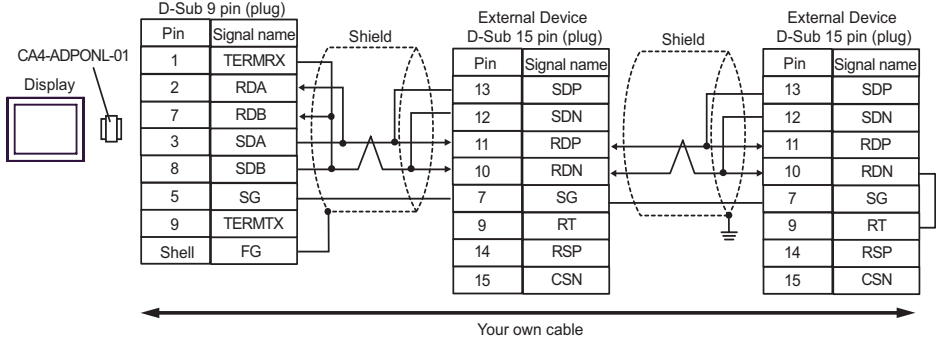 D-Sub 9 pin (plug)
Pin Signal name
1 TERMRX
2 RDA
7 RDB
3 SDA
8 SDB
5 SG
9 TERMTX
Shell FG
CA4-ADPONL-01
Display
Shield
External Device
D-Sub 15 pin (plug)
Pin Signal name
13 SDP
12 SDN
11 RDP
10 RDN
7 SG
9 RT
14 RSP
15 CSN
Shield
External Device
D-Sub 15 pin (plug)
Pin Signal name
13 SDP
12 SDN
11 RDP
10 RDN
7 SG
9 RT
14 RSP
15 CSN
Your own cable